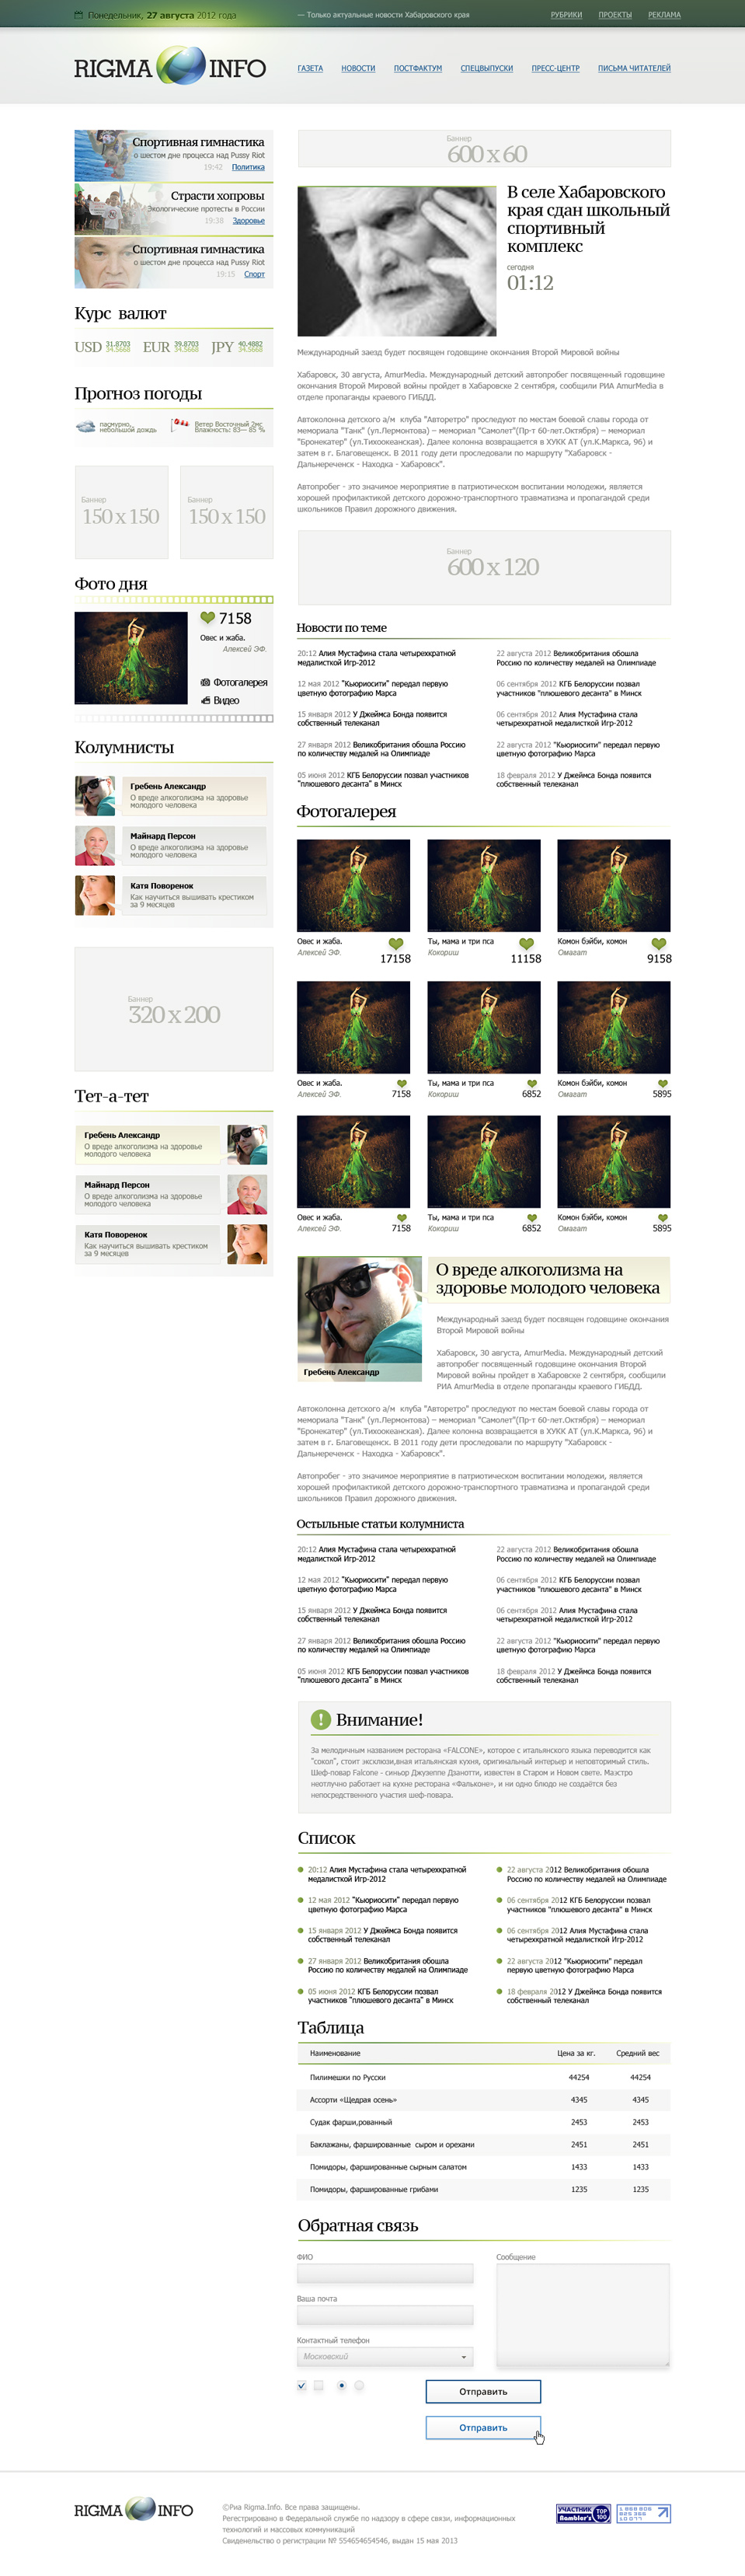 Понедельник, 27 августа 2012 года
— Только актуальные новости Хабаровского края
РУБРИКИ ПРОЕКТЫ РЕКЛАМА
RIGMA INFO
ГАЗЕТА НОВОСТИ ПОСТФАКТУМ СПЕЦВЫПУСКИ ПРЕСС-ЦЕНТР ПИСЬМА ЧИТАТЕЛЕЙ
Спортивная гимнастика
о шестом дне процесса над Pussy Riot
19:42 Политика
Страсти хопровы
Экологические протесты в России
19:38 Здоровье
Спортивная гимнастика
о шестом дне процесса над Pussy Riot
19:15 Спорт
Курс валют
USD 31.8703 34.5668 EUR 39.8703 34.5668 JPY 40.4882 34.5668
Прогноз погоды
пасмурно, небольшой дождь
Ветер Восточный 2мс
Влажность: 83— 85 %
Баннер
150 x 150
Баннер
150 x 150
Фото дня
7158
Овес и жаба.
Алексей ЭФ.
Фотогалерея
Видео
Колумнисты
Гребень Александр
О вреде алкоголизма на здоровье
молодого человека
Майнард Персон
О вреде алкоголизма на здоровье
молодого человека
Катя Поворенок
Как научиться вышивать крестиком
за 9 месяцев
Баннер
320 x 200
Тет-а-тет
Гребень Александр
О вреде алкоголизма на здоровье
молодого человека
Майнард Персон
О вреде алкоголизма на здоровье
молодого человека
Катя Поворенок
Как научиться вышивать крестиком
за 9 месяцев
Баннер
600 x 60
В селе Хабаровского
края сдан школьный
спортивный
комплекс
сегодня
01:12
Международный заезд будет посвящен годовщине окончания Второй Мировой войны
Хабаровск, 30 августа, AmurMedia. Международный детский автопробег посвященный годовщине
окончания Второй Мировой войны пройдет в Хабаровске 2 сентября, сообщили РИА AmurMedia в
отделе пропаганды краевого ГИБДД.
Автоколонна детского а/м клуба "Авторетро" проследуют по местам боевой славы города от
мемориала "Танк" (ул.Лермонтова) – мемориал "Самолет"(Пр-т 60-лет.Октября) – мемориал
"Бронекатер" (ул.Тихоокеанская). Далее колонна возвращается в ХУКК АТ (ул.К.Маркса, 96) и
затем в г. Благовещенск. В 2011 году дети проследовали по маршруту "Хабаровск -
Дальнереченск - Находка - Хабаровск".
Автопробег - это значимое мероприятие в патриотическом воспитании молодежи, является
хорошей профилактикой детского дорожно-транспортного травматизма и пропагандой среди
школьников Правил дорожного движения.
Баннер
600 x 120
Новости по теме
20:12 Алия Мустафина стала четырехкратной
медалисткой Игр-2012
12 мая 2012 "Кьюриосити" передал первую
цветную фотографию Марса
15 января 2012 У Джеймса Бонда появится
собственный телеканал
27 января 2012 Великобритания обошла Россию
по количеству медалей на Олимпиаде
05 июня 2012 КГБ Белоруссии позвал участников
"плюшевого десанта" в Минск
22 августа 2012 Великобритания обошла
Россию по количеству медалей на Олимпиаде
06 сентября 2012 КГБ Белоруссии позвал
участников "плюшевого десанта" в Минск
06 сентября 2012 Алия Мустафина стала
четырехкратной медалисткой Игр-2012
22 августа 2012 "Кьюриосити" передал первую
цветную фотографию Марса
18 февраля 2012 У Джеймса Бонда появится
собственный телеканал
Фотогалерея
Овес и жаба.
Алексей ЭФ.
17158
Ты, мама и три пса
Кокориш
11158
Комон бэйби, комон
Омагат
9158
Овес и жаба.
Алексей ЭФ.
7158
Ты, мама и три пса
Кокориш
6852
Комон бэйби, комон
Омагат
5895
Овес и жаба.
Алексей ЭФ.
7158
Ты, мама и три пса
Кокориш
6852
Комон бэйби, комон
Омагат
5895
Гребень Александр
О вреде алкоголизма на
здоровье молодого человека
Международный заезд будет посвящен годовщине окончания
Второй Мировой войны
Хабаровск, 30 августа, AmurMedia. Международный детский
автопробег посвященный годовщине окончания Второй
Мировой войны пройдет в Хабаровске 2 сентября, сообщили
РИА AmurMedia в отделе пропаганды краевого ГИБДД.
Автоколонна детского а/м клуба "Авторетро" проследуют по местам боевой славы города от
мемориала "Танк" (ул.Лермонтова) – мемориал "Самолет"(Пр-т 60-лет.Октября) – мемориал
"Бронекатер" (ул.Тихоокеанская). Далее колонна возвращается в ХУКК АТ (ул.К.Маркса, 96) и
затем в г. Благовещенск. В 2011 году дети проследовали по маршруту "Хабаровск -
Дальнереченск - Находка - Хабаровск".
Автопробег - это значимое мероприятие в патриотическом воспитании молодежи, является
хорошей профилактикой детского дорожно-транспортного травматизма и пропагандой среди
школьников Правил дорожного движения.
Остыльные статьи колумниста
20:12 Алия Мустафина стала четырехкратной
медалисткой Игр-2012
12 мая 2012 "Кьюриосити" передал первую
цветную фотографию Марса
15 января 2012 У Джеймса Бонда появится
собственный телеканал
27 января 2012 Великобритания обошла Россию
по количеству медалей на Олимпиаде
05 июня 2012 КГБ Белоруссии позвал участников
"плюшевого десанта" в Минск
22 августа 2012 Великобритания обошла
Россию по количеству медалей на Олимпиаде
06 сентября 2012 КГБ Белоруссии позвал
участников "плюшевого десанта" в Минск
06 сентября 2012 Алия Мустафина стала
четырехкратной медалисткой Игр-2012
22 августа 2012 "Кьюриосити" передал первую
цветную фотографию Марса
18 февраля 2012 У Джеймса Бонда появится
собственный телеканал
Внимание!
За мелодичным названием ресторана «FALCONE», которое с итальянского языка переводится как
"сокол", стоит эксклюзи,вная итальянская кухня, оригинальный интерьер и неповторимый стиль.
Шеф-повар Falcone - синьор Джузеппе Дзанотти, известен в Старом и Новом свете. Маэстро
неотлучно работает на кухне ресторана «Фальконе», и ни одно блюдо не создаётся без
непосредственного участия шеф-повара.
Список
20:12 Алия Мустафина стала четырехкратной
медалисткой Игр-2012
12 мая 2012 "Кьюриосити" передал первую
цветную фотографию Марса
15 января 2012 У Джеймса Бонда появится
собственный телеканал
27 января 2012 Великобритания обошла
Россию по количеству медалей на Олимпиаде
05 июня 2012 КГБ Белоруссии позвал
участников "плюшевого десанта" в Минск
22 августа 2012 Великобритания обошла
Россию по количеству медалей на Олимпиаде
06 сентября 2012 КГБ Белоруссии позвал
участников "плюшевого десанта" в Минск
06 сентября 2012 Алия Мустафина стала
четырехкратной медалисткой Игр-2012
22 августа 2012 "Кьюриосити" передал
первую цветную фотографию Марса
18 февраля 2012 У Джеймса Бонда появится
собственный телеканал
Таблица
Наименование Цена за кг. Средний вес
Пилимешки по Русски 44254 44254
Ассорти «Щедрая осень» 4345 4345
Судак фарши,рованный 2453 2453
Баклажаны, фаршированные сыром и орехами 2451 2451
Помидоры, фаршированные сырным салатом 1433 1433
Помидоры, фаршированные грибами 1235 1235
Обратная связь
ФИО
Ваша почта
Контактный телефон
Московский
Сообщение
Отправить
Отправить
RIGMA INFO
©Риа Rigma.Info. Все права защищены.
Регестрировано в Федеральной службе по надзору в сфере связи, информационных
технологий и массовых коммуникаций
Свиденельство о регистрации № 554654654546, выдан 15 мая 2013
УЧАСТНИК
Rambler's
TOP 100